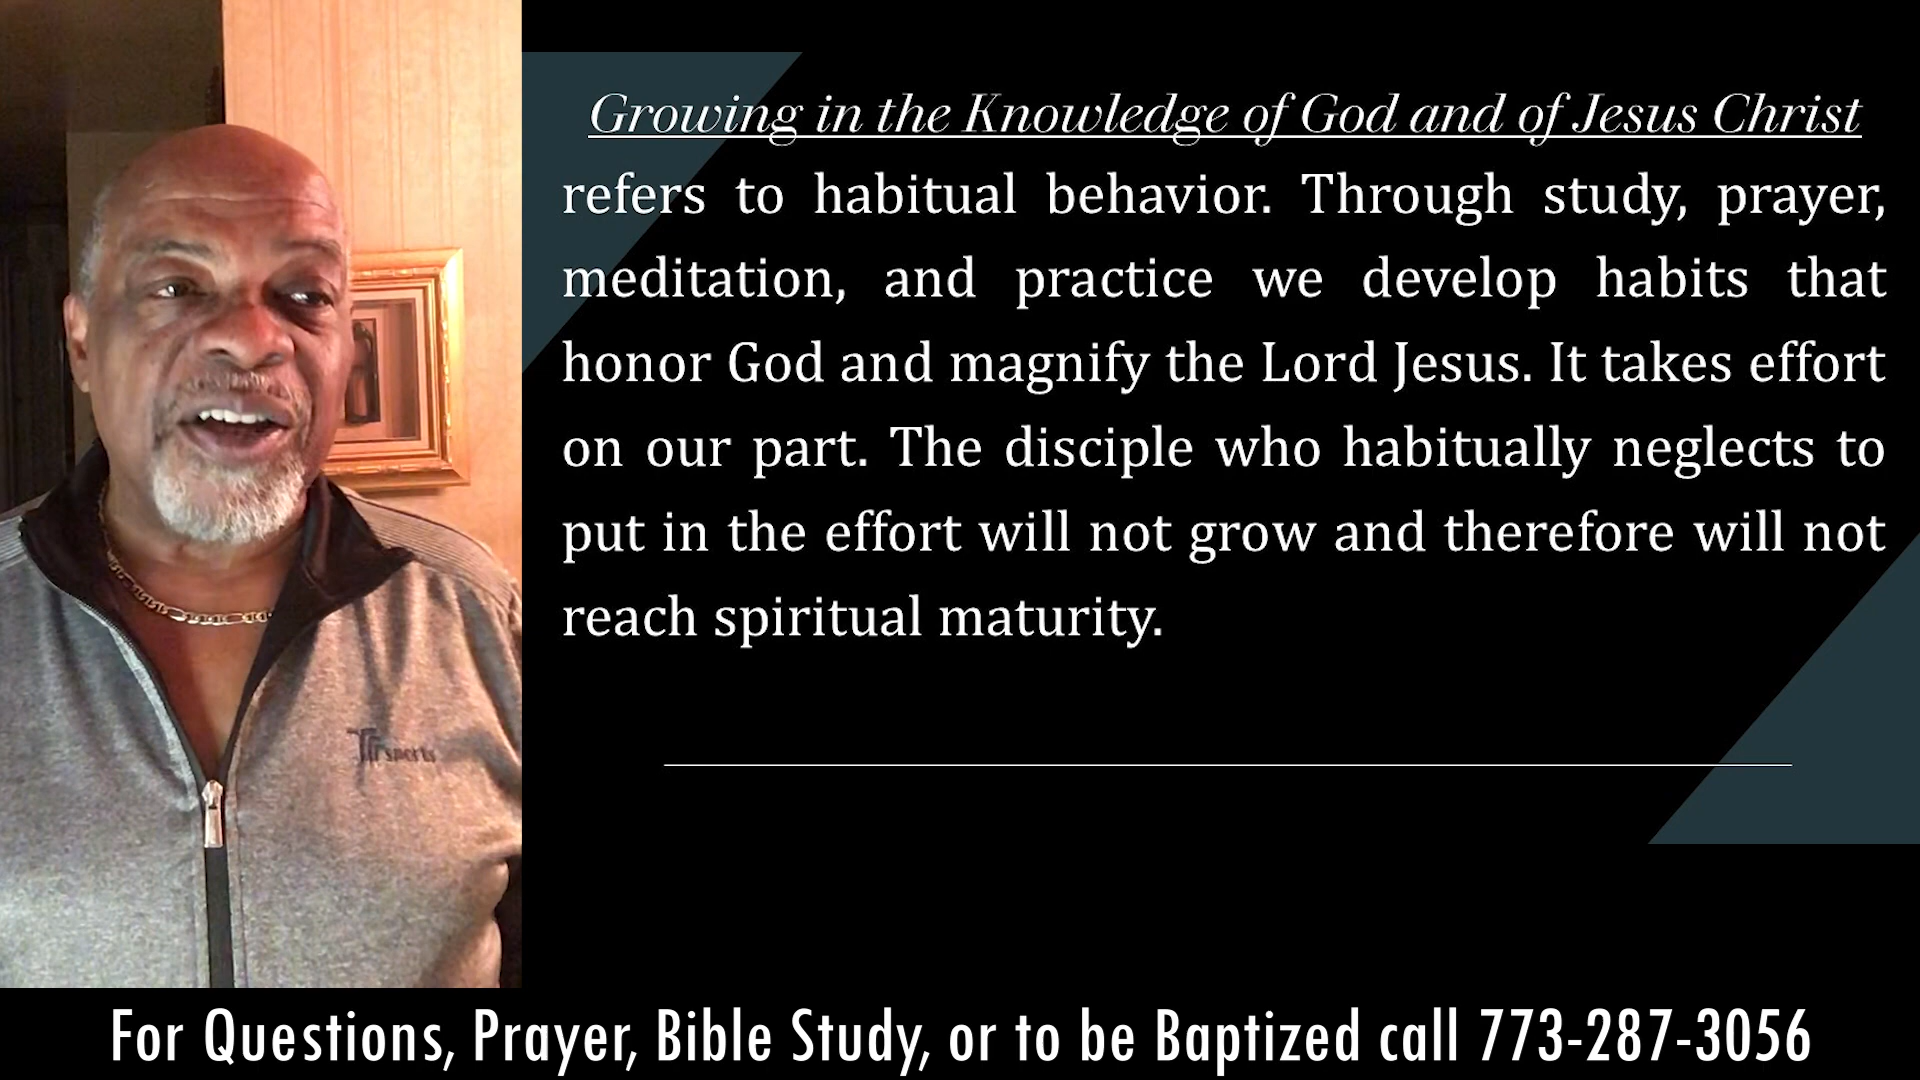 Growing in the Knowledge of God and of Jesus Christ
refers to habitual behavior. Through study, prayer,
meditation, and practice we develop habits that
honor God and magnify the Lord Jesus. It takes effort
on our part. The disciple who habitually neglects to
put in the effort will not grow and therefore will not
reach spiritual maturity.
sports
For Questions, Prayer, Bible Study, or to be Baptized call 773-287-3056